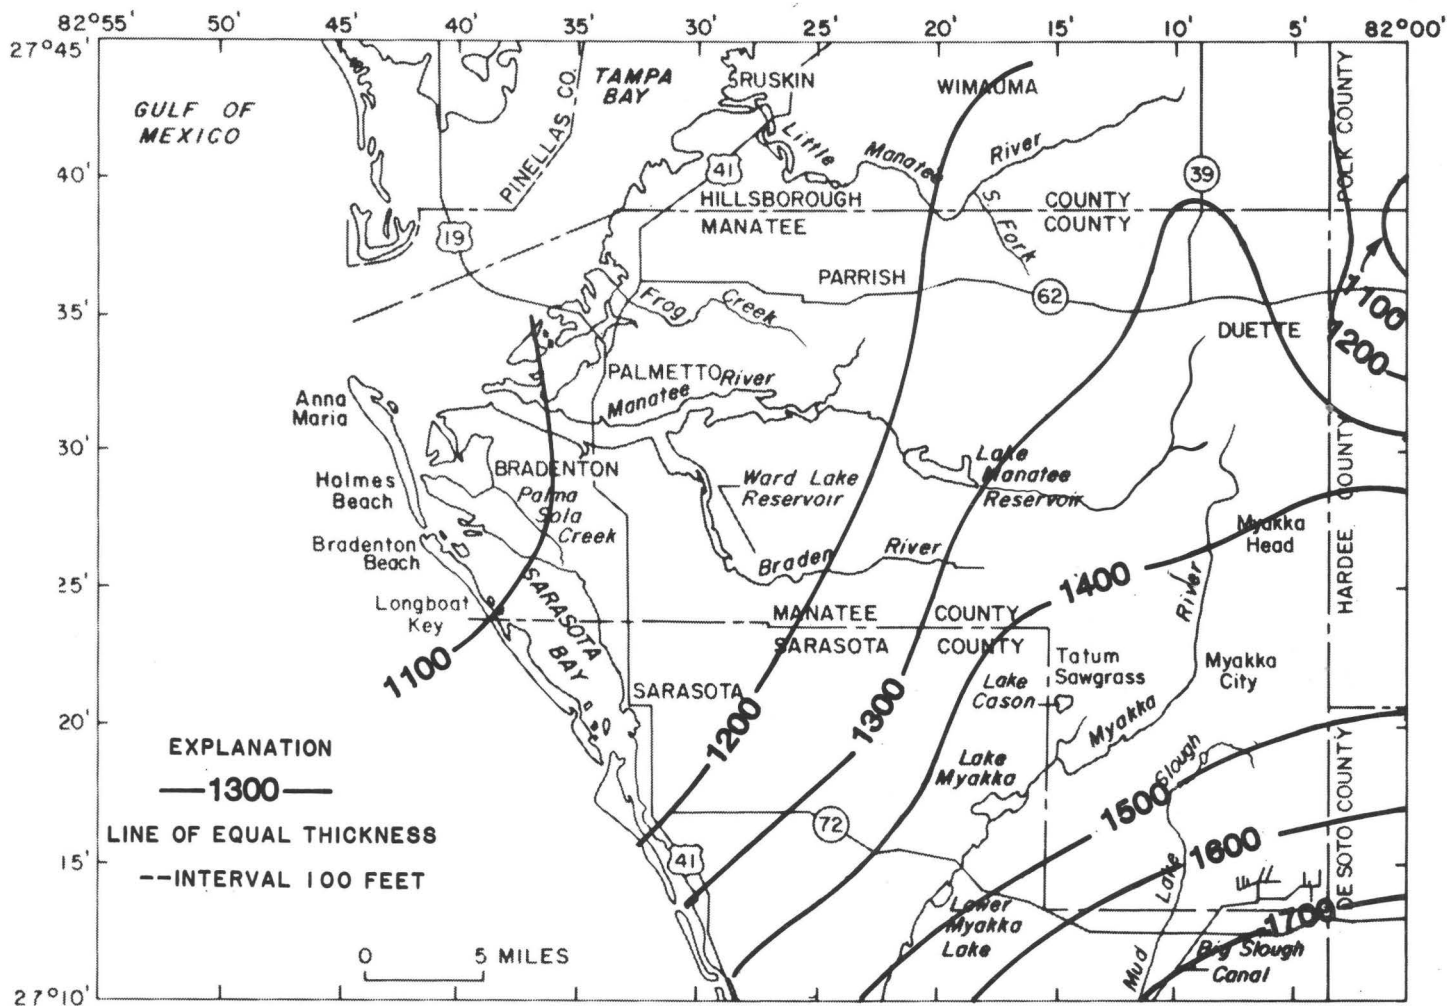 82°55'
50'
45'
40'
35'
30'
25'
20'
15'
10'
5'
82°00'
27°45'
40'
35'
30'
25'
20'
15'
27°10'
GULF OF
MEXICO
PINELLAS CO.
TAMPA
BAY
RUSKIN
WIMAUMA
Little Manatee River
S. Fork
41
39
19
HILLSBOROUGH COUNTY
MANATEE COUNTY
POLK COUNTY
PARRISH
62
Frog Creek
DUETTE
1100
1200
PALMETTO
Manatee River
Anna
Maria
Holmes
Beach
Bradenton
Beach
Longboat
Key
BRADENTON
Palma
Sola
Creek
Ward Lake
Reservoir
Lake
Manatee
Reservoir
Braden River
Myakka
Head
HARDEE COUNTY
1400
MANATEE COUNTY
SARASOTA COUNTY
SARASOTA
BAY
1100
SARASOTA
1200
1300
Tatum
Sawgrass
Lake
Cason
Myakka River
Myakka
City
Lake
Myakka
72
41
Lower
Myakka
Lake
1500
1600
1700
Mud Lake Slough
Big Slough
Canal
DE SOTO COUNTY
EXPLANATION
1300
LINE OF EQUAL THICKNESS
--INTERVAL 100 FEET
0 5 MILES